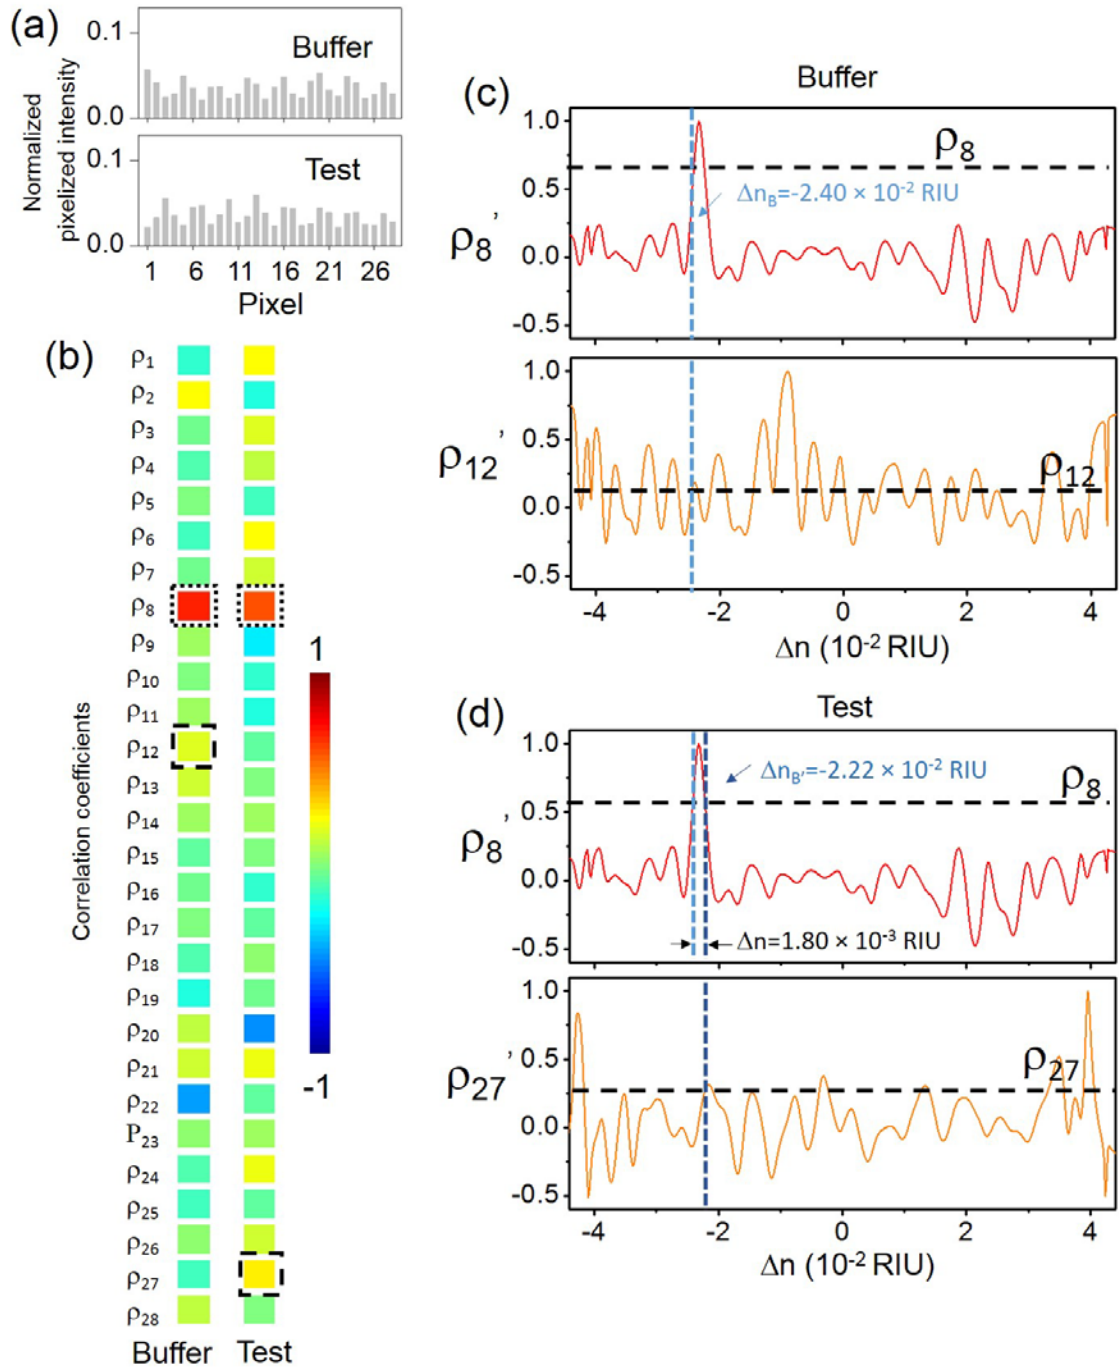 (a)
Normalized
pixelized intensity
0.1
0.0
Buffer
0.1
0.0
Test
1 6 11 16 21 26
Pixel
(b)
Correlation coefficients
ρ1
ρ2
ρ3
ρ4
ρ5
ρ6
ρ7
ρ8
ρ9
ρ10
ρ11
ρ12
ρ13
ρ14
ρ15
ρ16
ρ17
ρ18
ρ19
ρ20
ρ21
ρ22
P23
ρ24
ρ25
ρ26
ρ27
ρ28
Buffer Test
1
-1
(c)
Buffer
ρ8'
1.0
0.5
0.0
-0.5
ρ8
ΔnB=-2.40 × 10-2 RIU
ρ12'
1.0
0.5
0.0
-0.5
ρ12
-4 -2 0 2 4
Δn (10-2 RIU)
(d)
Test
ρ8'
1.0
0.5
0.0
-0.5
ΔnB'=-2.22 × 10-2 RIU
ρ8
Δn=1.80 × 10-3 RIU
ρ27'
1.0
0.5
0.0
-0.5
ρ27
-4 -2 0 2 4
Δn (10-2 RIU)